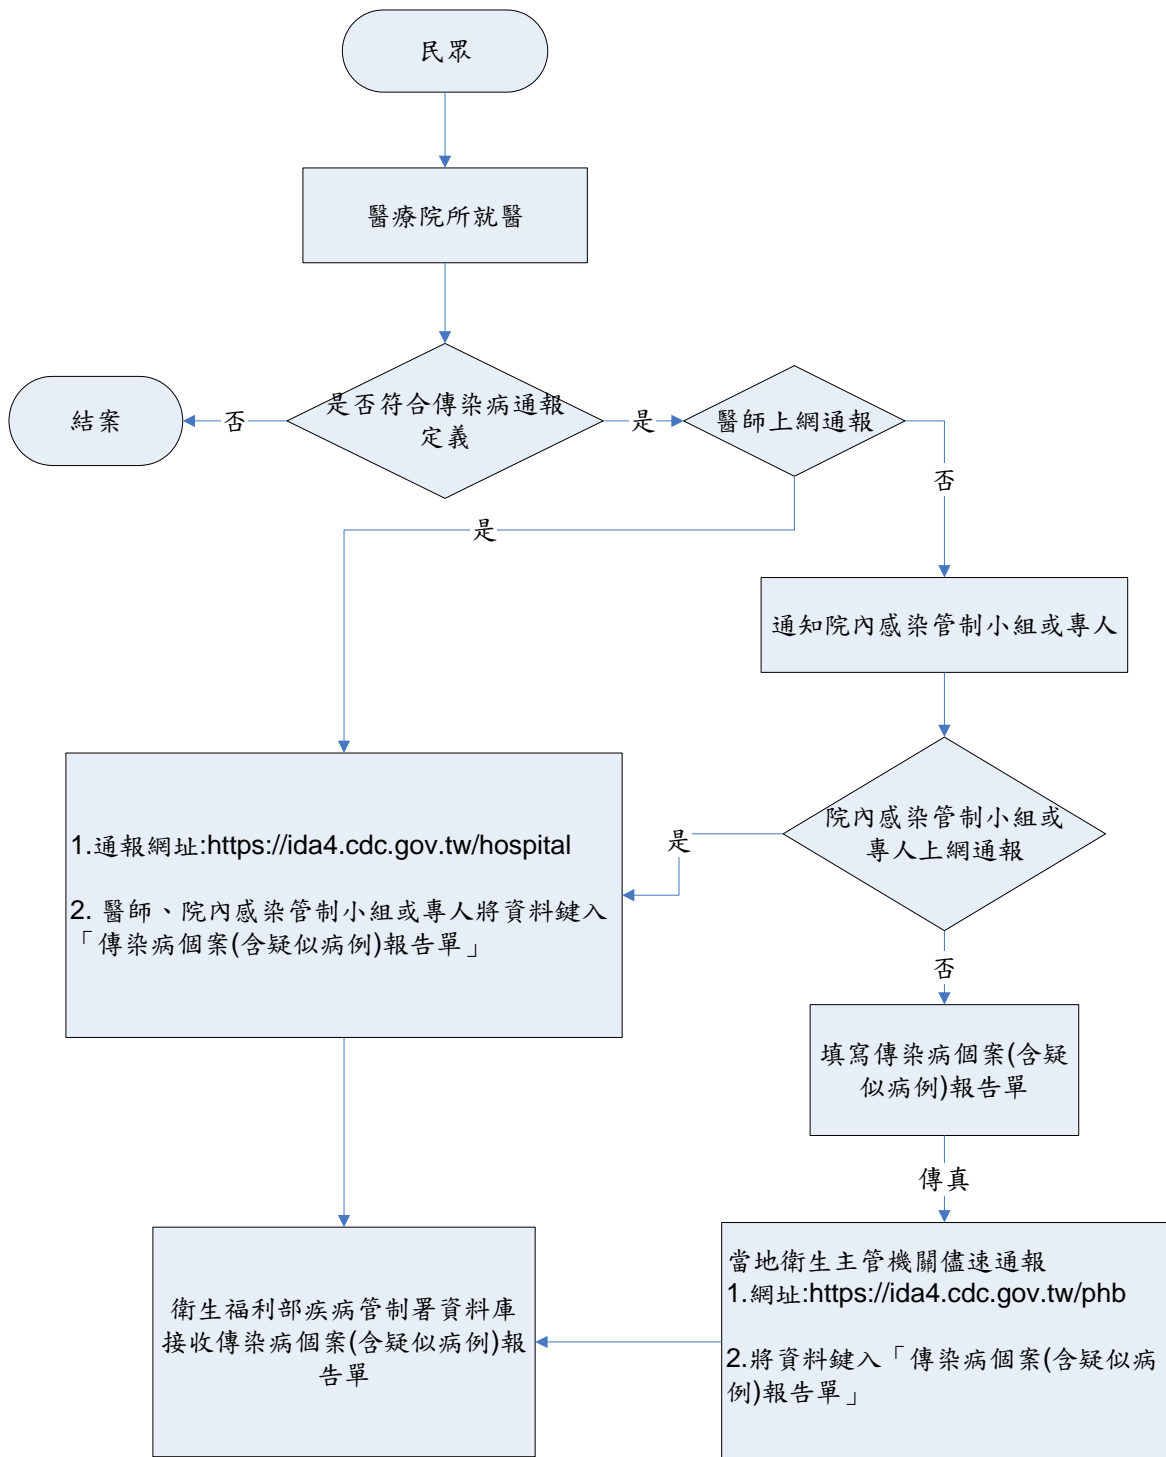 民眾
醫療院所就醫
是否符合傳染病通報
定義
否
結案
是
醫師上網通報
否
是
通知院內感染管制小組或專人
院內感染管制小組或
專人上網通報
是
1.通報網址:https://ida4.cdc.gov.tw/hospital
2. 醫師、院內感染管制小組或專人將資料鍵入
「傳染病個案(含疑似病例)報告單」
否
填寫傳染病個案(含疑
似病例)報告單
傳真
當地衛生主管機關儘速通報
1.網址:https://ida4.cdc.gov.tw/phb
2.將資料鍵入「傳染病個案(含疑似病
例)報告單」
衛生福利部疾病管制署資料庫
接收傳染病個案(含疑似病例)報
告單